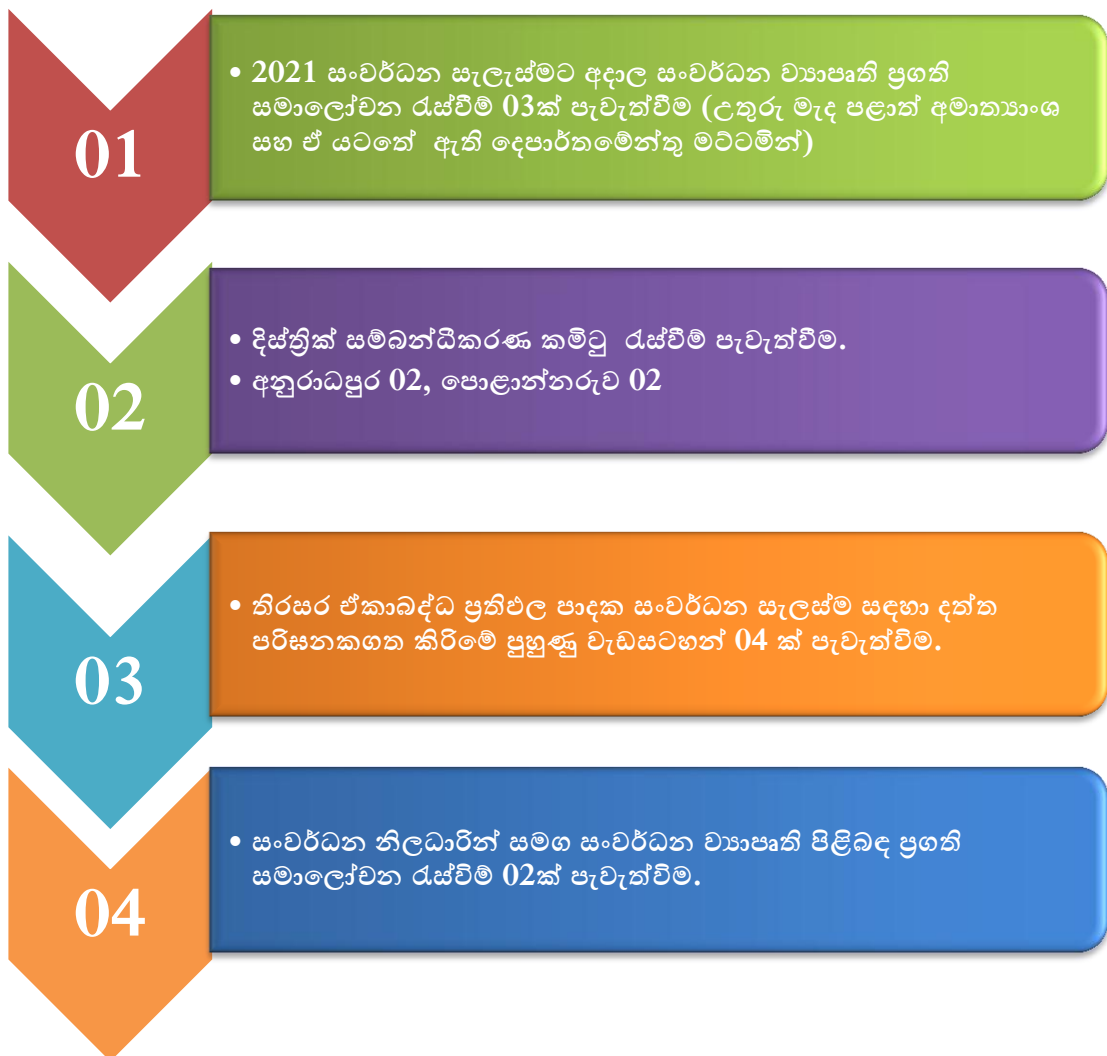 01
• 2021 සංවර්ධන සැලැස්මට අදාල සංවර්ධන ව්‍යාපෘති ප්‍රගති
සමාලෝචන රැස්වීම් 03ක් පැවැත්වීම (උතුරු මැද පළාත් අමාත්‍යාංශ
සහ ඒ යටතේ ඇති දෙපාර්තමේන්තු මට්ටමින්)
02
• දිස්ත්‍රික් සම්බන්ධීකරණ කමිටු රැස්වීම් පැවැත්වීම.
• අනුරාධපුර 02, පොළොන්නරුව 02
03
• තිරසර ඒකාබද්ධ ප්‍රතිඵල පාදක සංවර්ධන සැලස්ම සඳහා දත්ත
පරිඝනකගත කිරිමේ පුහුණු වැඩසටහන් 04 ක් පැවැත්විම.
04
• සංවර්ධන නිලධාරින් සමග සංවර්ධන ව්‍යාපෘති පිළිබඳ ප්‍රගති
සමාලෝචන රැස්විම් 02ක් පැවැත්විම.